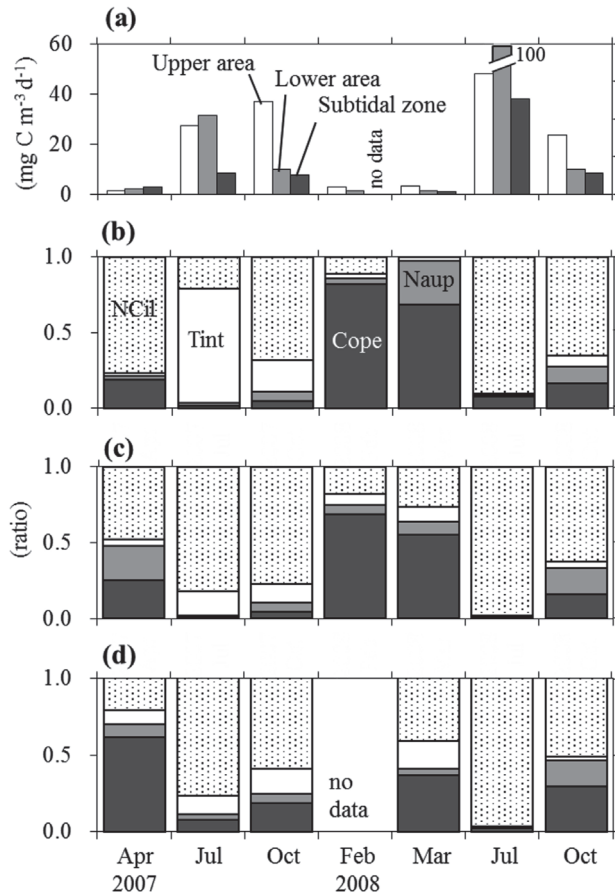 (a)
60
40
20
0
(mg C m⁻³ d⁻¹)
Upper area
Lower area
Subtidal zone
no data
100
(b)
1.0
0.5
0.0
NCil
Tint
Cope
Naup
(c)
1.0
0.5
0.0
(ratio)
(d)
1.0
0.5
0.0
no
data
Apr Jul Oct Feb Mar Jul Oct
2007 2008